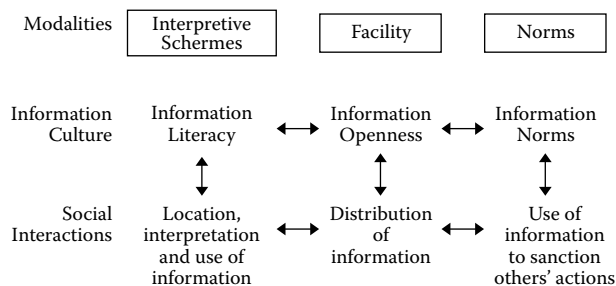 Modalities
Interpretive
Schermes
Facility
Norms
Information
Culture
Information
Literacy
Information
Openness
Information
Norms
Social
Interactions
Location,
interpretation
and use of
information
Distribution
of
information
Use of
information
to sanction
others’ actions